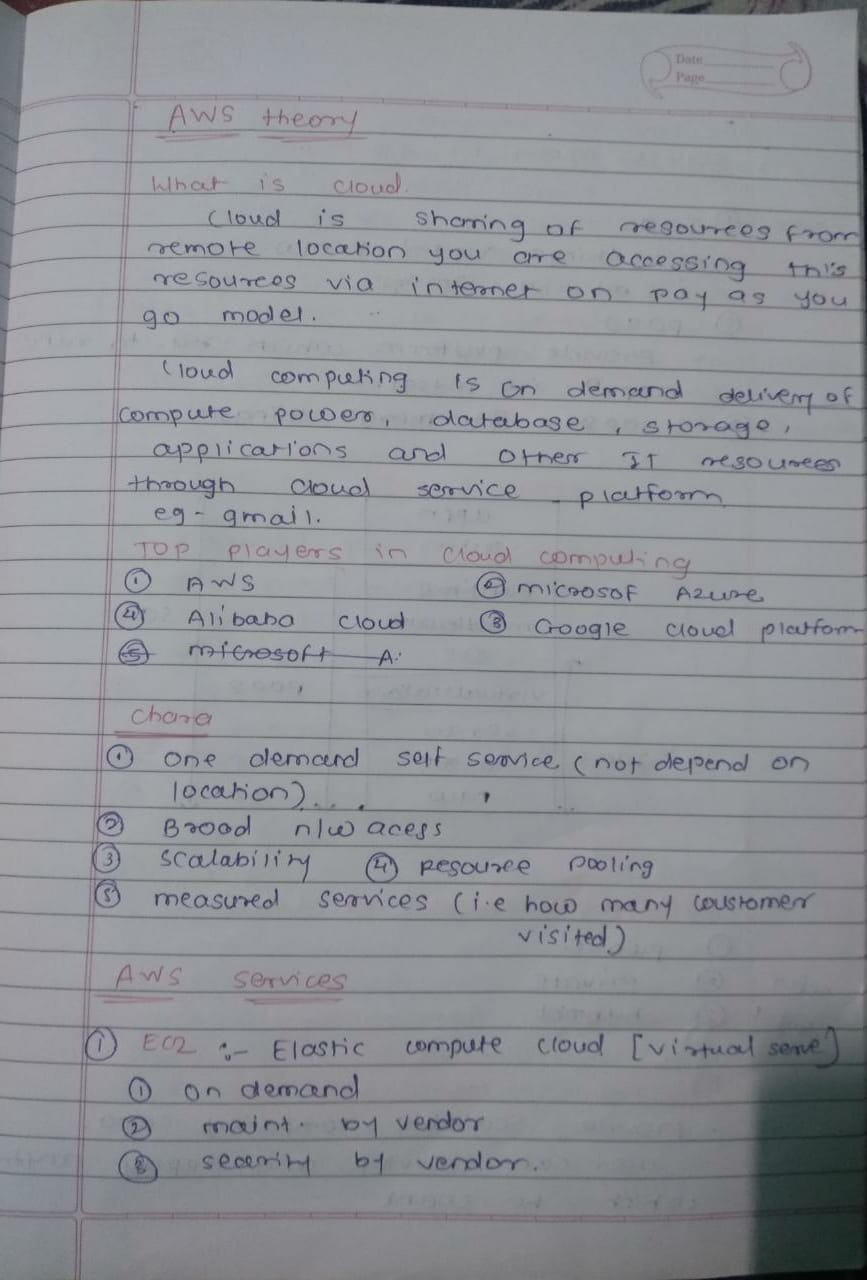 Date
Page
AWS theory
What is cloud.
Cloud is sharing of resources from
remote location you are accessing this
resources via internet on pay as you
go model.
Cloud computing is on demand delivery of
compute power, database, storage,
applications and other IT resources
through cloud service platform
eg - gmail.
TOP players in cloud computing
① AWS ② microsof Azure
④ Alibaba cloud ③ Google cloud platfom
⑤ microsoft A.
Chara
① one demand self service (not depend on
location)...
② Broad n/w acess
③ scalability ④ Resource pooling
⑤ measured services (i.e how many coustomer
visited)
AWS services
① EC2 :- Elastic compute cloud [virtual serve]
① on demand
② maint. by vendor
③ security by vendor.